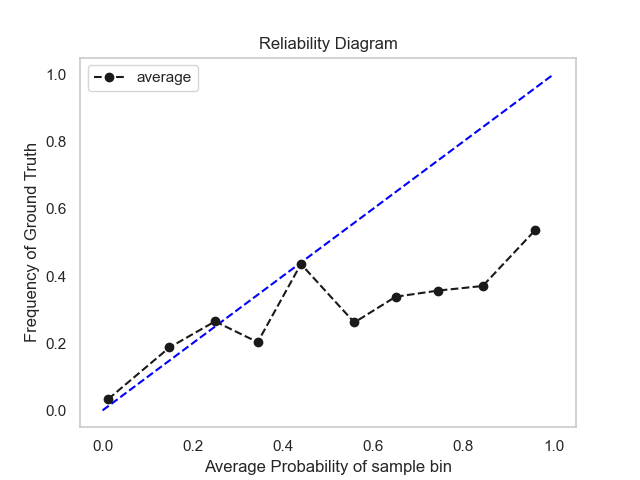 Reliability Diagram
average
Frequency of Ground Truth
1.0
0.8
0.6
0.4
0.2
0.0
0.0 0.2 0.4 0.6 0.8 1.0
Average Probability of sample bin